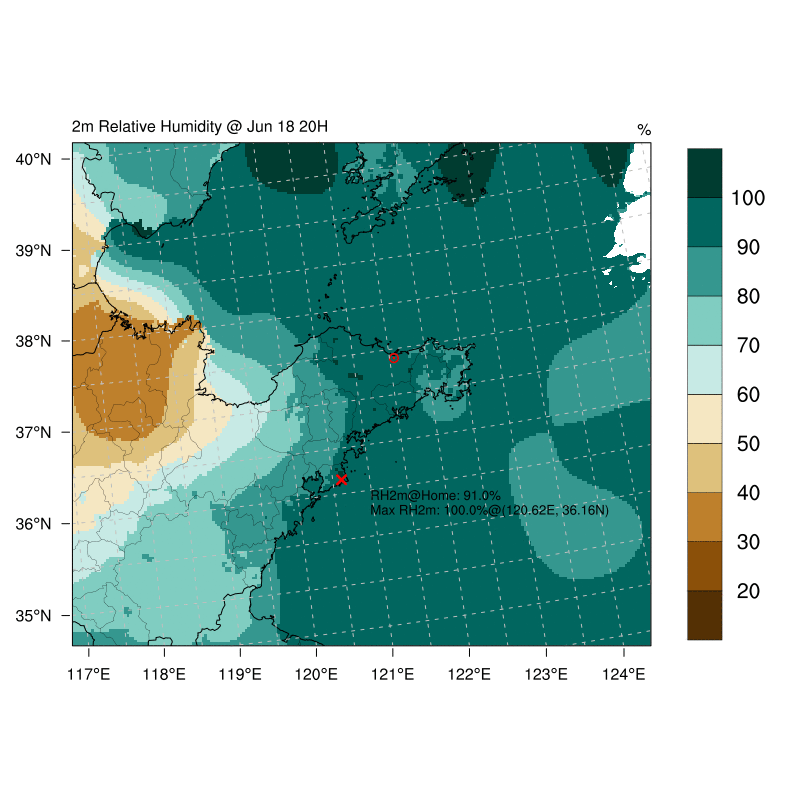 2m Relative Humidity @ Jun 18 20H
%
40°N
39°N
38°N
37°N
36°N
35°N
117°E
118°E
119°E
120°E
121°E
122°E
123°E
124°E
RH2m@Home: 91.0%
Max RH2m: 100.0%@(120.62E, 36.16N)
100
90
80
70
60
50
40
30
20